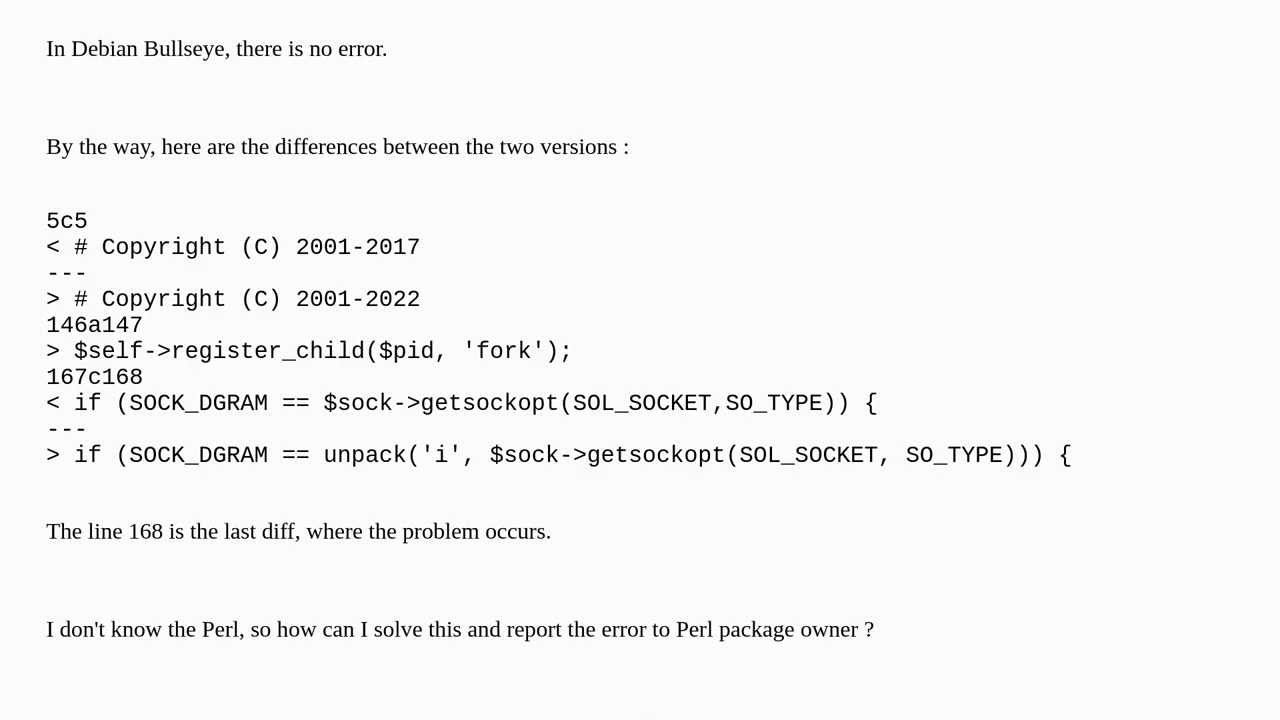 In Debian Bullseye, there is no error.
By the way, here are the differences between the two versions :
5c5
< # Copyright (C) 2001-2017
---
> # Copyright (C) 2001-2022
146a147
> $self->register_child($pid, 'fork');
167c168
< if (SOCK_DGRAM == $sock->getsockopt(SOL_SOCKET,SO_TYPE)) {
---
> if (SOCK_DGRAM == unpack('i', $sock->getsockopt(SOL_SOCKET, SO_TYPE))) {
The line 168 is the last diff, where the problem occurs.
I don't know the Perl, so how can I solve this and report the error to Perl package owner ?